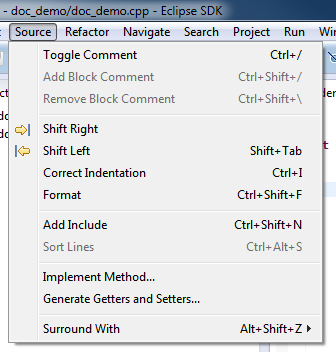 - doc_demo/doc_demo.cpp - Eclipse SDK
Source Refactor Navigate Search Project Run
Toggle Comment Ctrl+/
Add Block Comment Ctrl+Shift+/
Remove Block Comment Ctrl+Shift+\
Shift Right
Shift Left Shift+Tab
Correct Indentation Ctrl+I
Format Ctrl+Shift+F
Add Include Ctrl+Shift+N
Sort Lines Ctrl+Alt+S
Implement Method...
Generate Getters and Setters...
Surround With Alt+Shift+Z